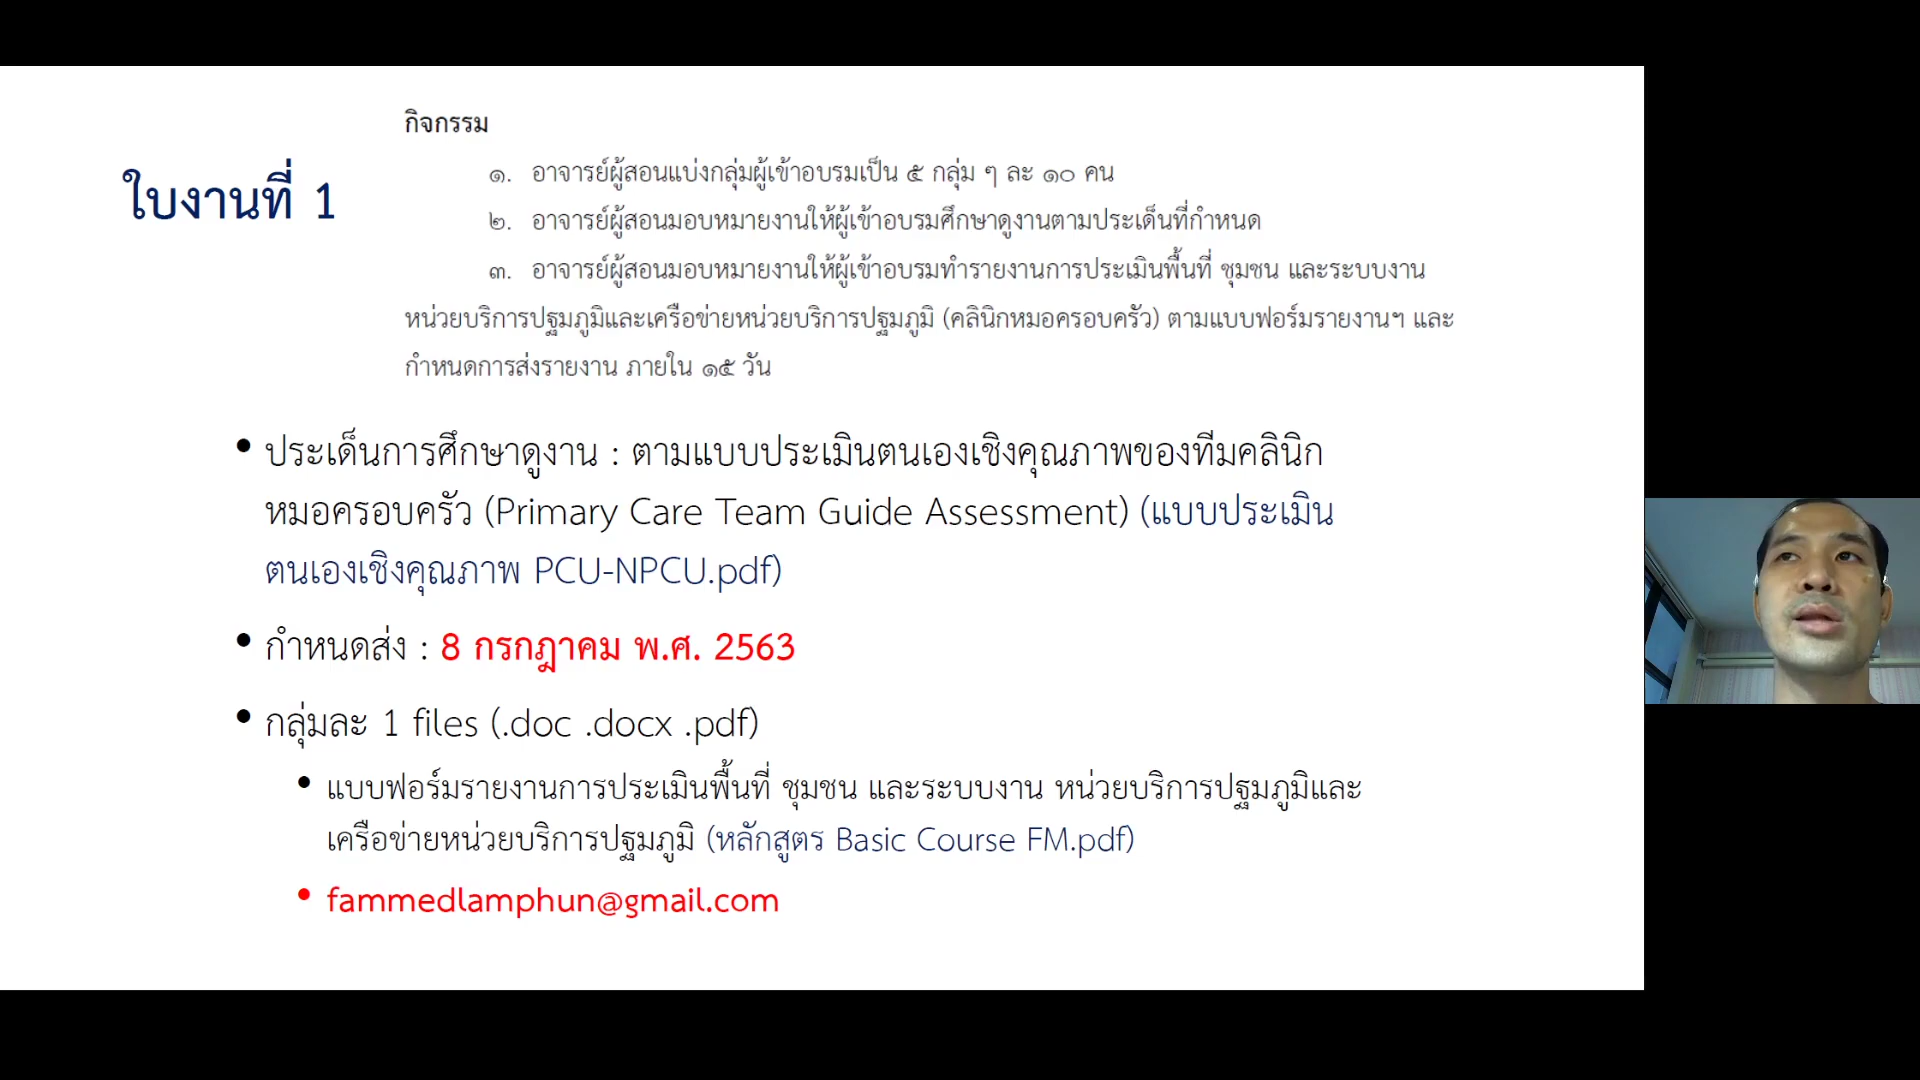 กิจกรรม
ใบงานที่ 1
๑. อาจารย์ผู้สอนแบ่งกลุ่มผู้เข้าอบรมเป็น ๕ กลุ่ม ๆ ละ ๑๐ คน
๒. อาจารย์ผู้สอนมอบหมายงานให้ผู้เข้าอบรมศึกษาดูงานตามประเด็นที่กำหนด
๓. อาจารย์ผู้สอนมอบหมายงานให้ผู้เข้าอบรมทำรายงานการประเมินพื้นที่ ชุมชน และระบบงาน
หน่วยบริการปฐมภูมิและเครือข่ายหน่วยบริการปฐมภูมิ (คลินิกหมอครอบครัว) ตามแบบฟอร์มรายงานฯ และ
กำหนดการส่งรายงาน ภายใน ๑๕ วัน
• ประเด็นการศึกษาดูงาน : ตามแบบประเมินตนเองเชิงคุณภาพของทีมคลินิก
หมอครอบครัว (Primary Care Team Guide Assessment) (แบบประเมิน
ตนเองเชิงคุณภาพ PCU-NPCU.pdf)
• กำหนดส่ง : 8 กรกฎาคม พ.ศ. 2563
• กลุ่มละ 1 files (.doc .docx .pdf)
• แบบฟอร์มรายงานการประเมินพื้นที่ ชุมชน และระบบงาน หน่วยบริการปฐมภูมิและ
เครือข่ายหน่วยบริการปฐมภูมิ (หลักสูตร Basic Course FM.pdf)
• fammedlamphun@gmail.com